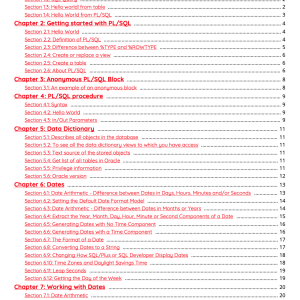 Section 1.3: Hello world from table 2
Section 1.4: Hello World from PL/SQL 3
Chapter 2: Getting started with PL/SQL 4
Section 2.1: Hello World 4
Section 2.2: Definition of PL/SQL 4
Section 2.3: Difference between %TYPE and %ROWTYPE 5
Section 2.4: Create or replace a view 6
Section 2.5: Create a table 6
Section 2.6: About PL/SQL 6
Chapter 3: Anonymous PL/SQL Block 8
Section 3.1: An example of an anonymous block 8
Chapter 4: PL/SQL procedure 9
Section 4.1: Syntax 9
Section 4.2: Hello World 9
Section 4.3: In/Out Parameters 9
Chapter 5: Data Dictionary 11
Section 5.1: Describes all objects in the database 11
Section 5.2: To see all the data dictionary views to which you have access 11
Section 5.3: Text source of the stored objects 11
Section 5.4: Get list of all tables in Oracle 11
Section 5.5: Privilege information 11
Section 5.6: Oracle version 12
Chapter 6: Dates 13
Section 6.1: Date Arithmetic - Difference between Dates in Days, Hours, Minutes and/or Seconds 13
Section 6.2: Setting the Default Date Format Model 14
Section 6.3: Date Arithmetic - Difference between Dates in Months or Years 14
Section 6.4: Extract the Year, Month, Day, Hour, Minute or Second Components of a Date 15
Section 6.5: Generating Dates with No Time Component 16
Section 6.6: Generating Dates with a Time Component 16
Section 6.7: The Format of a Date 17
Section 6.8: Converting Dates to a String 17
Section 6.9: Changing How SQL/Plus or SQL Developer Display Dates 18
Section 6.10: Time Zones and Daylight Savings Time 18
Section 6.11: Leap Seconds 19
Section 6.12: Getting the Day of the Week 19
Chapter 7: Working with Dates 20
Section 7.1: Date Arithmetic 20